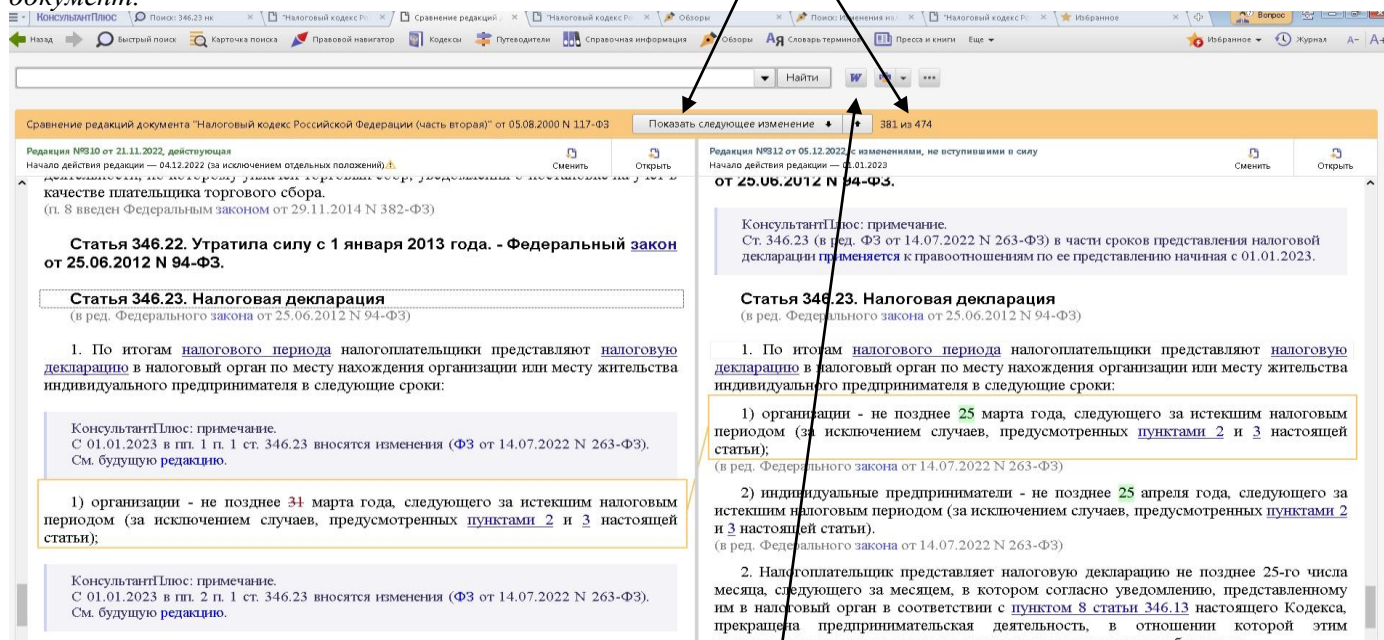 документ.
КОНСУЛЬТАНТПЛЮС Поиск: 346.23 нк × "Налоговый кодекс Ро × Сравнение редакций × "Налоговый кодекс Ро × Обзоры × Поиск: Изменения на × "Налоговый кодекс Ро × Избранное × Вопрос
Назад Быстрый поиск Карточка поиска Правовой навигатор Кодексы Путеводители Справочная информация Обзоры Словарь терминов Пресса и книги Еще Избранное Журнал А- А+
Найти W
Сравнение редакций документа "Налоговый кодекс Российской Федерации (часть вторая)" от 05.08.2000 N 117-ФЗ Показать следующее изменение 381 из 474
Редакция №310 от 21.11.2022, действующая
Начало действия редакции — 04.12.2022 (за исключением отдельных положений)
Сменить Открыть
качестве плательщика торгового сбора.
(п. 8 введен Федеральным законом от 29.11.2014 N 382-ФЗ)
Статья 346.22. Утратила силу с 1 января 2013 года. - Федеральный закон
от 25.06.2012 N 94-ФЗ.
Статья 346.23. Налоговая декларация
(в ред. Федерального закона от 25.06.2012 N 94-ФЗ)
1. По итогам налогового периода налогоплательщики представляют налоговую
декларацию в налоговый орган по месту нахождения организации или месту жительства
индивидуального предпринимателя в следующие сроки:
КонсультантПлюс: примечание.
С 01.01.2023 в пп. 1 п. 1 ст. 346.23 вносятся изменения (ФЗ от 14.07.2022 N 263-ФЗ).
См. будущую редакцию.
1) организации - не позднее 31 марта года, следующего за истекшим налоговым
периодом (за исключением случаев, предусмотренных пунктами 2 и 3 настоящей
статьи);
КонсультантПлюс: примечание.
С 01.01.2023 в пп. 2 п. 1 ст. 346.23 вносятся изменения (ФЗ от 14.07.2022 N 263-ФЗ).
См. будущую редакцию.
Редакция №312 от 05.12.2022, с изменениями, не вступившими в силу
Начало действия редакции — 01.01.2023
Сменить Открыть
от 25.06.2012 N 94-ФЗ.
КонсультантПлюс: примечание.
Ст. 346.23 (в ред. ФЗ от 14.07.2022 N 263-ФЗ) в части сроков представления налоговой
декларации применяется к правоотношениям по ее представлению начиная с 01.01.2023.
Статья 346.23. Налоговая декларация
(в ред. Федерального закона от 25.06.2012 N 94-ФЗ)
1. По итогам налогового периода налогоплательщики представляют налоговую
декларацию в налоговый орган по месту нахождения организации или месту жительства
индивидуального предпринимателя в следующие сроки:
1) организации - не позднее 25 марта года, следующего за истекшим налоговым
периодом (за исключением случаев, предусмотренных пунктами 2 и 3 настоящей
статьи);
(в ред. Федерального закона от 14.07.2022 N 263-ФЗ)
2) индивидуальные предприниматели - не позднее 25 апреля года, следующего за
истекшим налоговым периодом (за исключением случаев, предусмотренных пунктами 2
и 3 настоящей статьи).
(в ред. Федерального закона от 14.07.2022 N 263-ФЗ)
2. Налогоплательщик представляет налоговую декларацию не позднее 25-го числа
месяца, следующего за месяцем, в котором согласно уведомлению, представленному
им в налоговый орган в соответствии с пунктом 8 статьи 346.13 настоящего Кодекса,
прекращена предпринимательская деятельность, в отношении которой этим